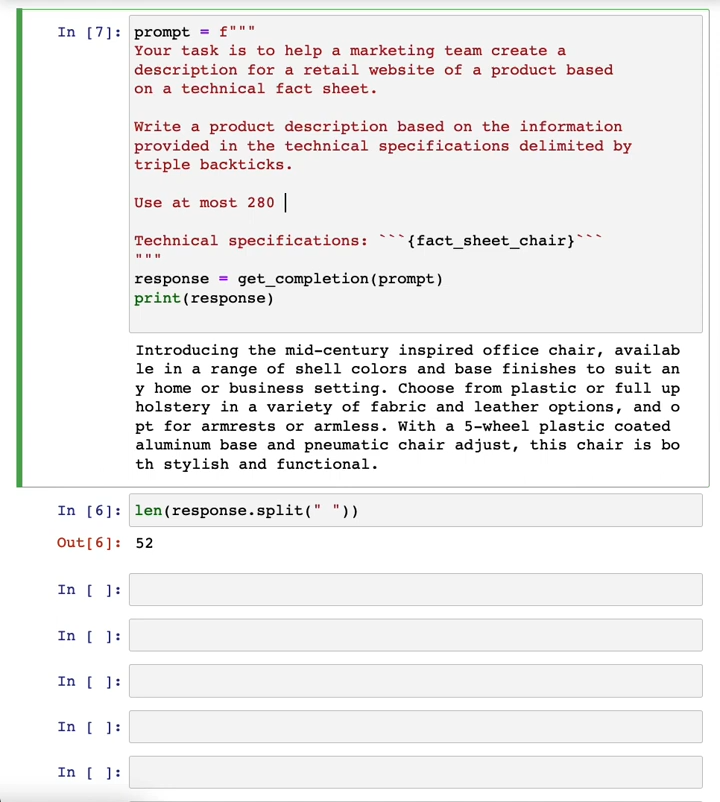 In [7]: prompt = f"""
Your task is to help a marketing team create a
description for a retail website of a product based
on a technical fact sheet.
Write a product description based on the information
provided in the technical specifications delimited by
triple backticks.
Use at most 280
Technical specifications: ```{fact_sheet_chair}```
"""
response = get_completion(prompt)
print(response)
Introducing the mid-century inspired office chair, availab
le in a range of shell colors and base finishes to suit an
y home or business setting. Choose from plastic or full up
holstery in a variety of fabric and leather options, and o
pt for armrests or armless. With a 5-wheel plastic coated
aluminum base and pneumatic chair adjust, this chair is bo
th stylish and functional.
In [6]: len(response.split(" "))
Out[6]: 52
In [ ]:
In [ ]:
In [ ]:
In [ ]:
In [ ]: